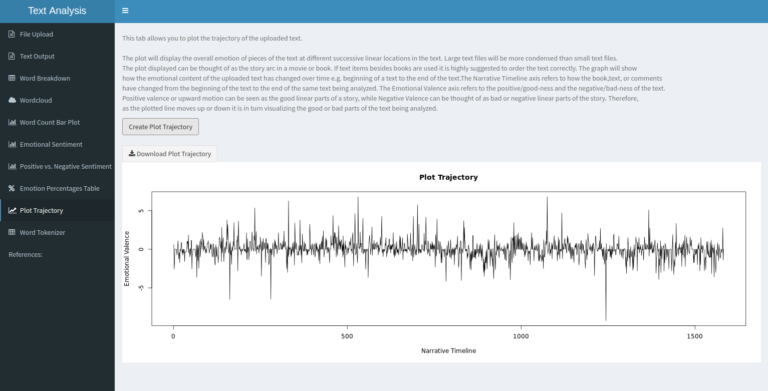 Text Analysis
File Upload
Text Output
Word Breakdown
Wordcloud
Word Count Bar Plot
Emotional Sentiment
Positive vs. Negative Sentiment
Emotion Percentages Table
Plot Trajectory
Word Tokenizer
References:
This tab allows you to plot the trajectory of the uploaded text.
The plot will display the overall emotion of pieces of the text at different successive linear locations in the text. Large text files will be more condensed than small text files.
The plot displayed can be thought of as the story arc in a movie or book. If text items besides books are used it is highly suggested to order the text correctly. The graph will show
how the emotional content of the uploaded text has changed over time e.g. beginning of a text to the end of the text.The Narrative Timeline axis refers to how the book,text, or comments
have changed from the beginning of the text to the end of the same text being analyzed. The Emotional Valence axis refers to the positive/good-ness and the negative/bad-ness of the text.
Positive valence or upward motion can be seen as the good linear parts of a story, while Negative Valence can be thought of as bad or negative linear parts of the story. Therefore,
as the plotted line moves up or down it is in turn visualizing the good or bad parts of the text being analyzed.
Create Plot Trajectory
Download Plot Trajectory
Plot Trajectory
Emotional Valence
5
0
-5
0 500 1000 1500
Narrative Timeline